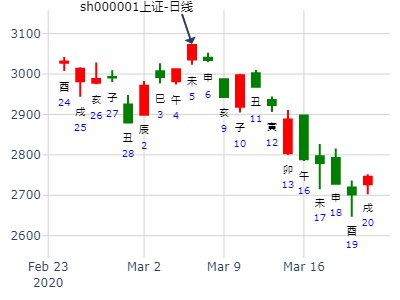 sh000001上证-日线
3100
3000
2900
2800
2700
2600
酉
24
戌
25
亥
26
子
27
丑
28
辰
2
巳
3
午
4
未
5
申
6
亥
9
子
10
丑
11
寅
12
卯
13
午
16
未
17
申
18
酉
19
戌
20
Feb 23
2020
Mar 2
Mar 9
Mar 16